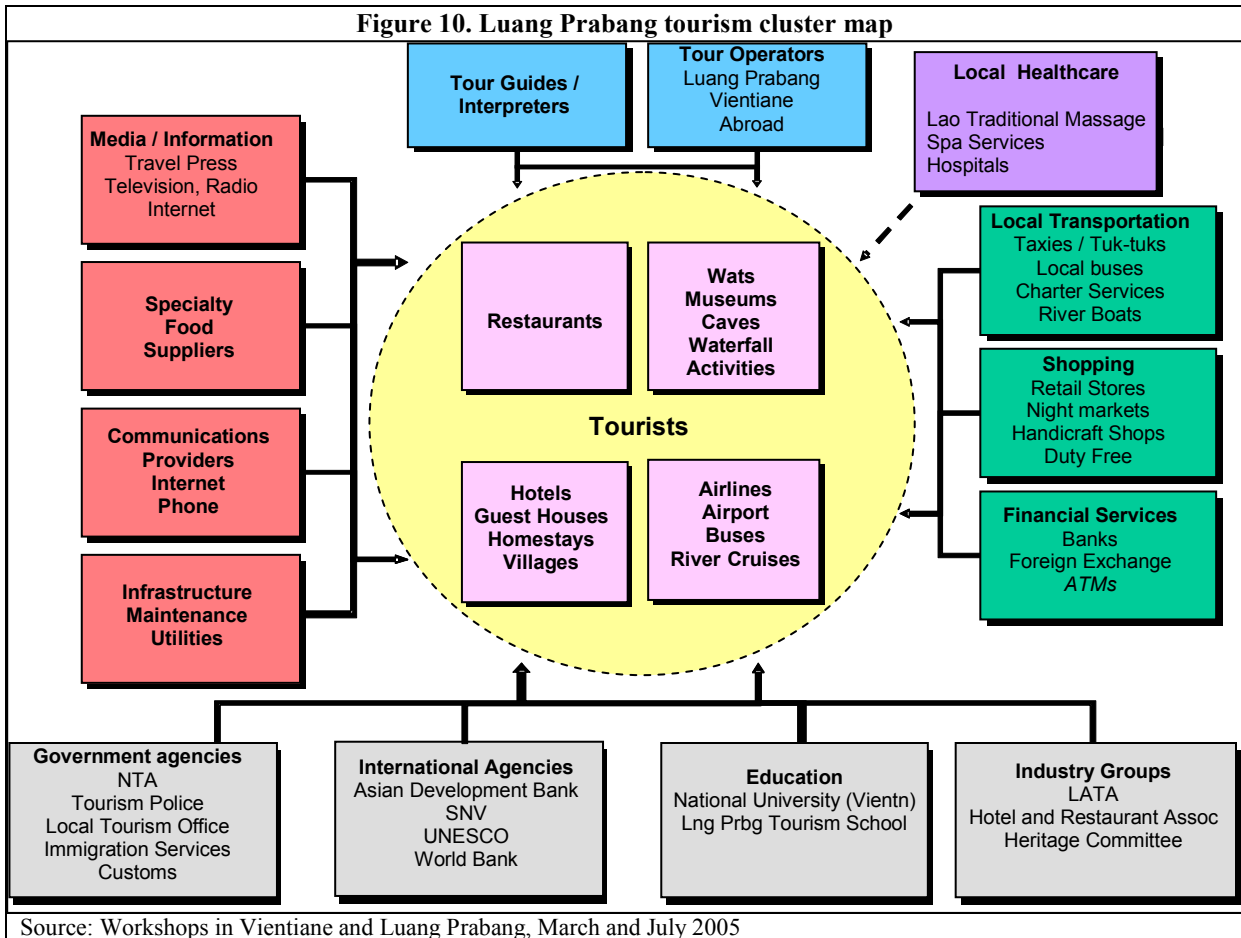 Figure 10. Luang Prabang tourism cluster map
Tour Guides /
Interpreters
Tour Operators
Luang Prabang
Vientiane
Abroad
Local Healthcare
Lao Traditional Massage
Spa Services
Hospitals
Media / Information
Travel Press
Television, Radio
Internet
Specialty
Food
Suppliers
Communications
Providers
Internet
Phone
Infrastructure
Maintenance
Utilities
Restaurants
Wats
Museums
Caves
Waterfall
Activities
Tourists
Hotels
Guest Houses
Homestays
Villages
Airlines
Airport
Buses
River Cruises
Local Transportation
Taxies / Tuk-tuks
Local buses
Charter Services
River Boats
Shopping
Retail Stores
Night markets
Handicraft Shops
Duty Free
Financial Services
Banks
Foreign Exchange
ATMs
Government agencies
NTA
Tourism Police
Local Tourism Office
Immigration Services
Customs
International Agencies
Asian Development Bank
SNV
UNESCO
World Bank
Education
National University (Vientn)
Lng Prbg Tourism School
Industry Groups
LATA
Hotel and Restaurant Assoc
Heritage Committee
Source: Workshops in Vientiane and Luang Prabang, March and July 2005